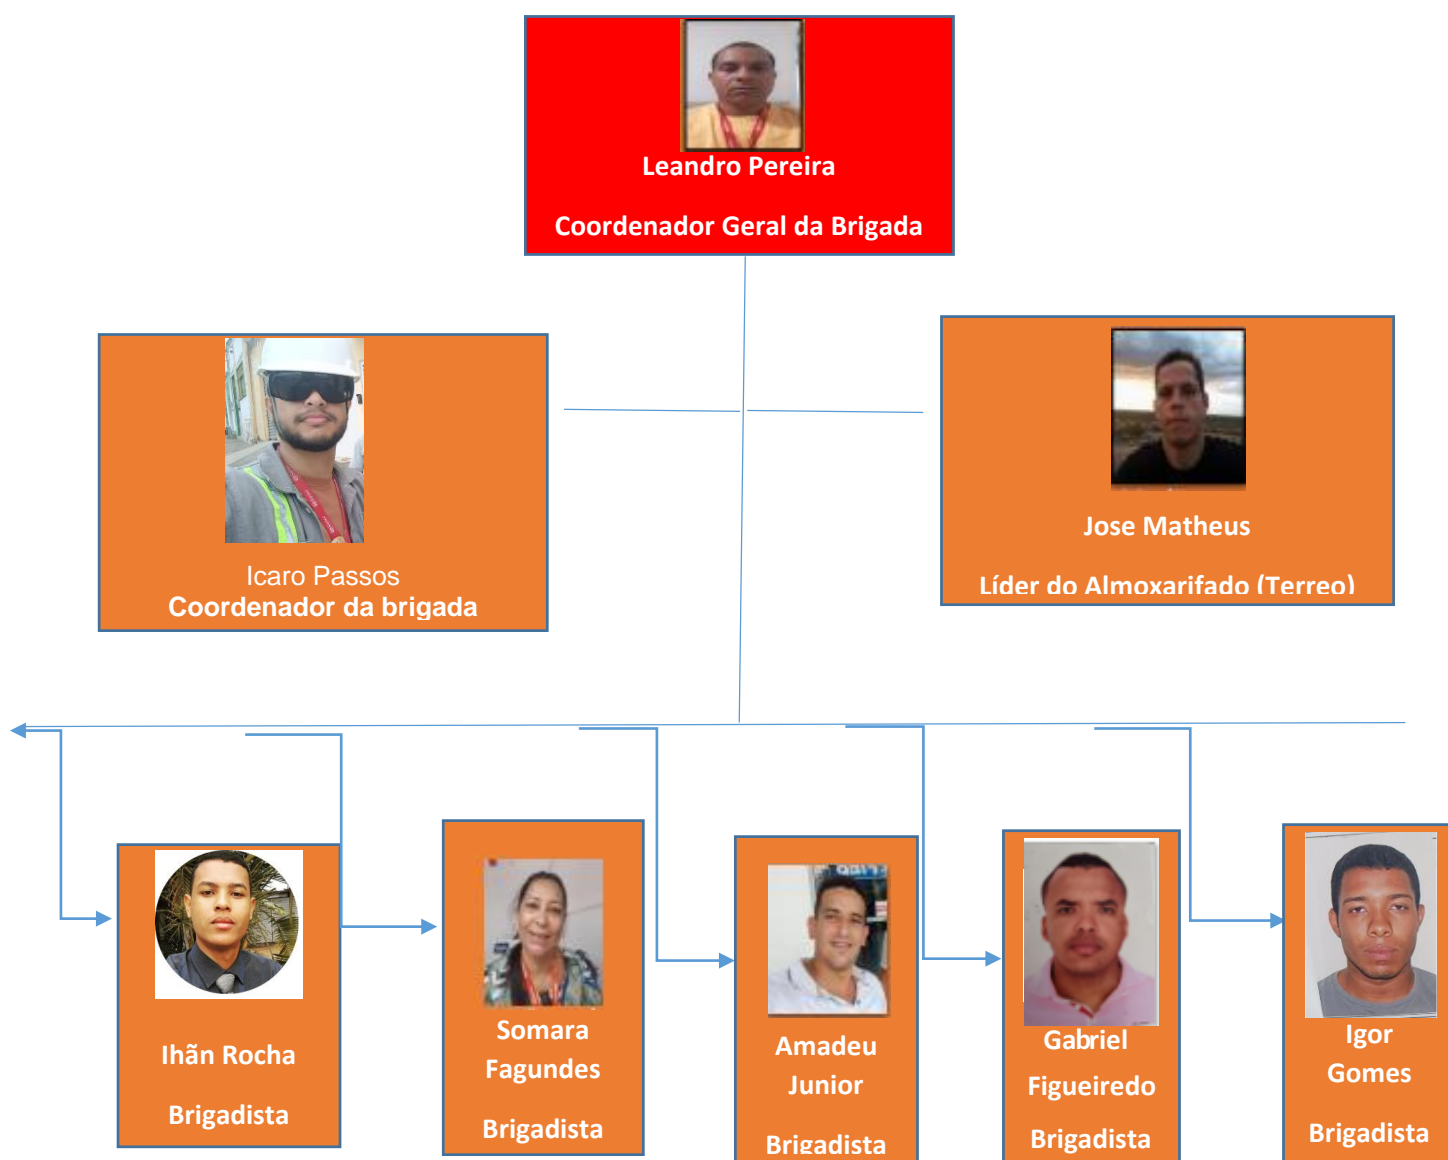 Leandro Pereira
Coordenador Geral da Brigada
Icaro Passos
Coordenador da brigada
Jose Matheus
Líder do Almoxarifado (Terreo)
Ihãn Rocha
Brigadista
Somara
Fagundes
Brigadista
Amadeu
Junior
Brigadista
Gabriel
Figueiredo
Brigadista
Igor
Gomes
Brigadista